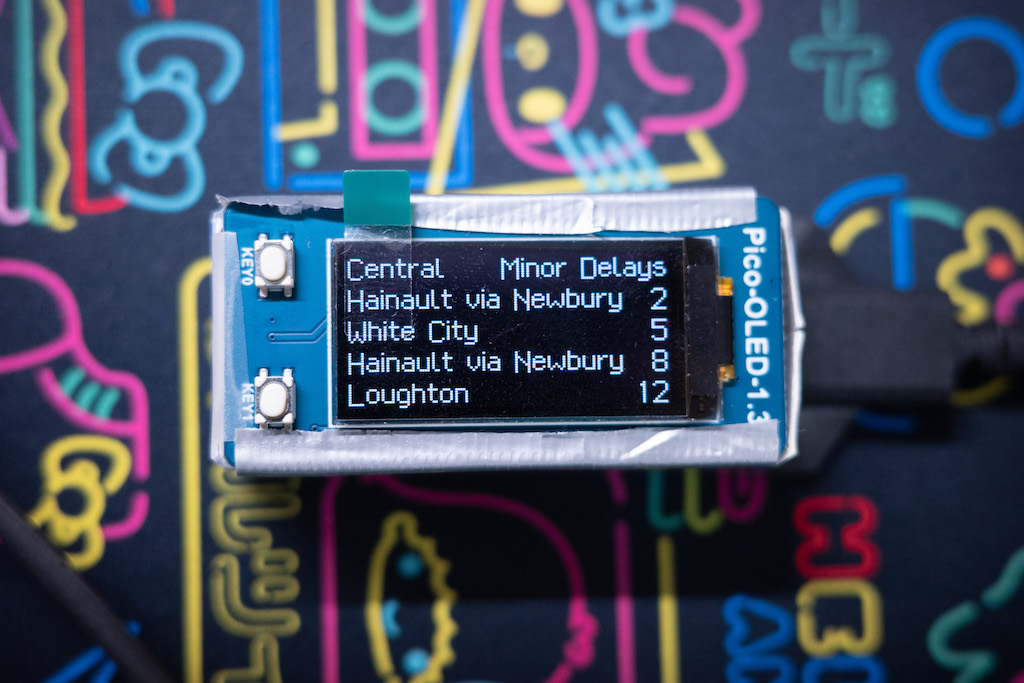 Central Minor Delays
Hainault via Newbury 2
White City 5
Hainault via Newbury 8
Loughton 12
KEY0
KEY1
Pico-OLED-1.3